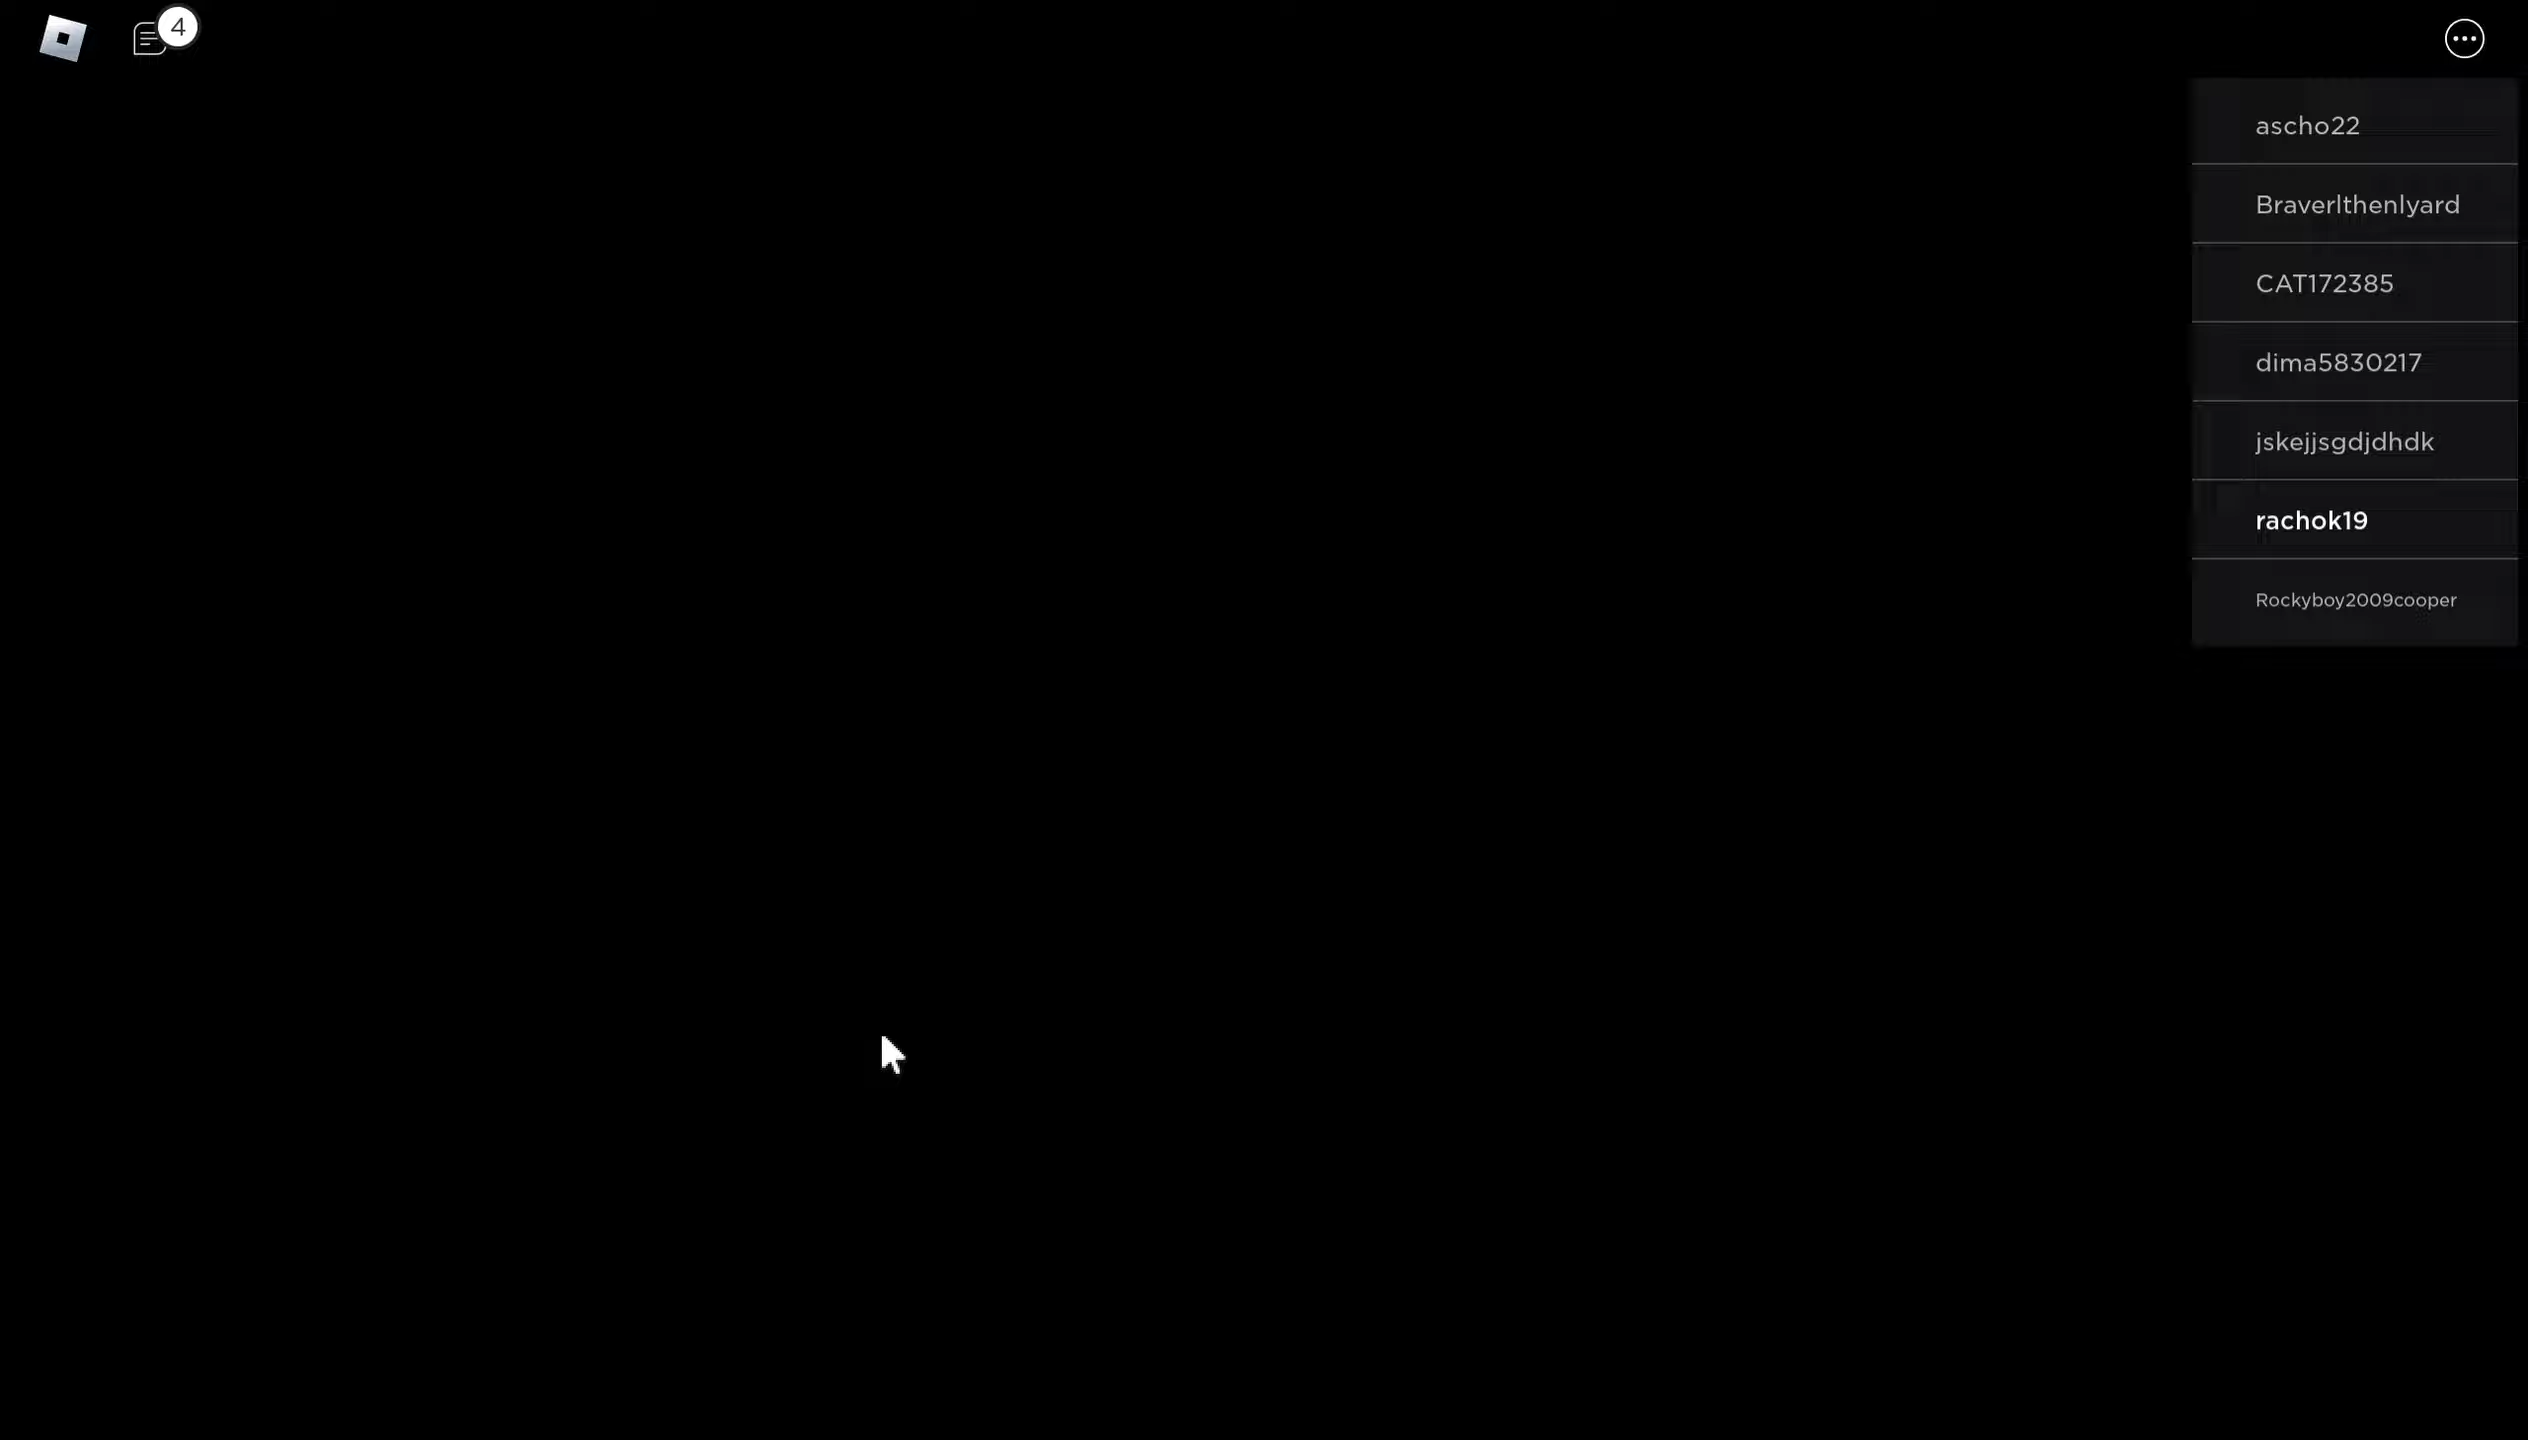 4
ascho22
Braverlthenlyard
CAT172385
dima5830217
jskejjsgdjdhdk
rachok19
Rockyboy2009cooper